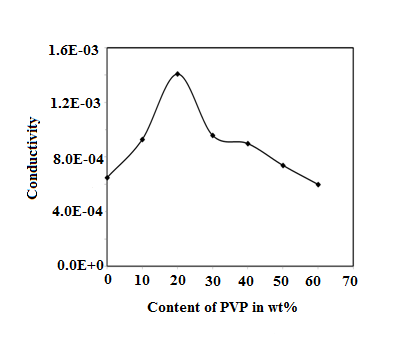 1.6E-03
1.2E-03
8.0E-04
4.0E-04
0.0E+0
Conductivity
0 10 20 30 40 50 60 70
Content of PVP in wt%